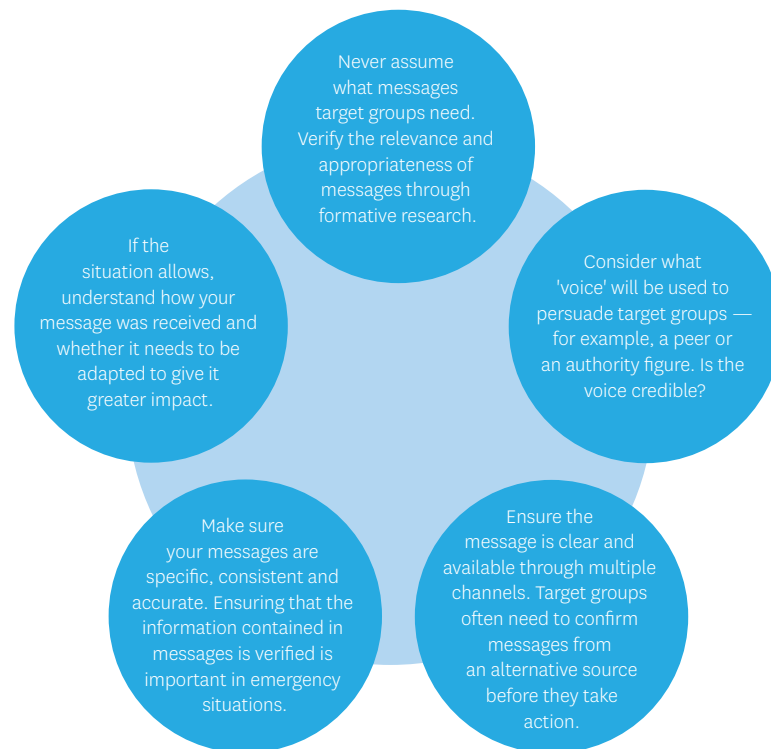 Never assume
what messages
target groups need.
Verify the relevance and
appropriateness of
messages through
formative research.
Consider what
'voice' will be used to
persuade target groups —
for example, a peer or
an authority figure. Is the
voice credible?
Ensure the
message is clear and
available through multiple
channels. Target groups
often need to confirm
messages from
an alternative source
before they take
action.
Make sure
your messages are
specific, consistent and
accurate. Ensuring that the
information contained in
messages is verified is
important in emergency
situations.
If the
situation allows,
understand how your
message was received and
whether it needs to be
adapted to give it
greater impact.